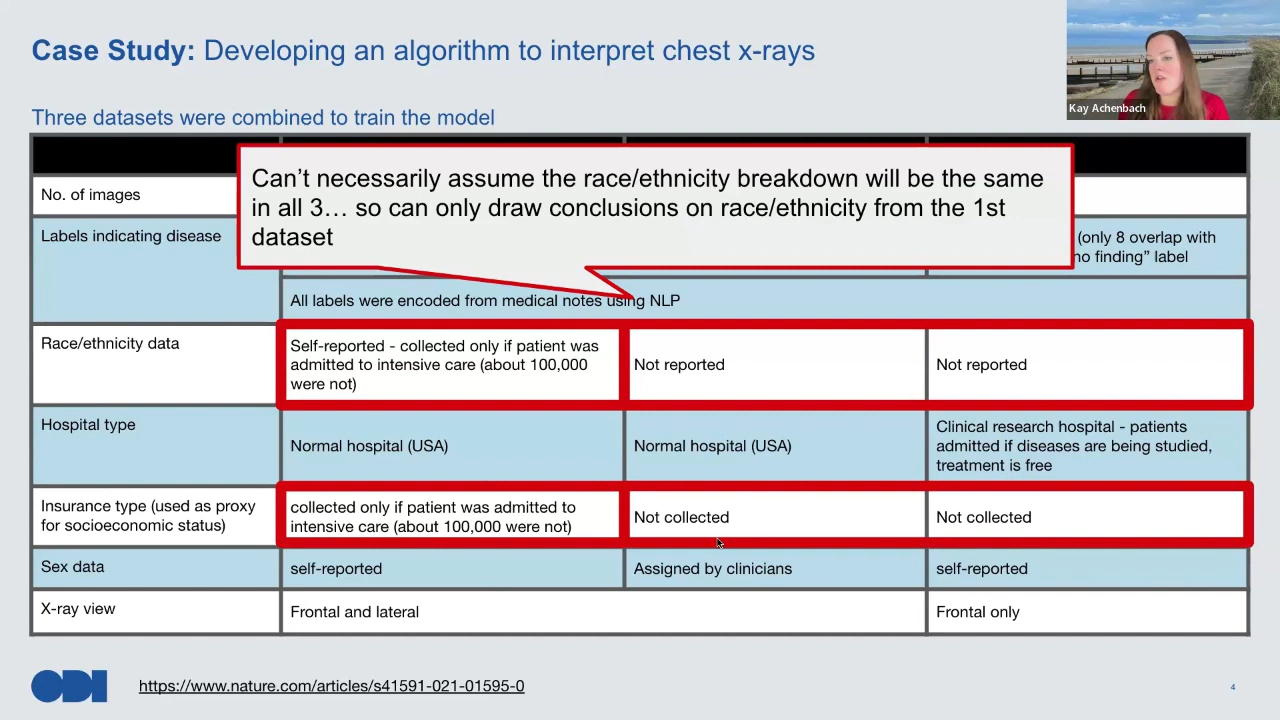 Case Study: Developing an algorithm to interpret chest x-rays
Kay Achenbach
Three datasets were combined to train the model
Can’t necessarily assume the race/ethnicity breakdown will be the same
in all 3… so can only draw conclusions on race/ethnicity from the 1st
dataset
No. of images
Labels indicating disease
(only 8 overlap with
no finding” label
All labels were encoded from medical notes using NLP
Race/ethnicity data
Self-reported - collected only if patient was
admitted to intensive care (about 100,000
were not)
Not reported
Not reported
Hospital type
Normal hospital (USA)
Normal hospital (USA)
Clinical research hospital - patients
admitted if diseases are being studied,
treatment is free
Insurance type (used as proxy
for socioeconomic status)
collected only if patient was admitted to
intensive care (about 100,000 were not)
Not collected
Not collected
Sex data
self-reported
Assigned by clinicians
self-reported
X-ray view
Frontal and lateral
Frontal only
ODI
https://www.nature.com/articles/s41591-021-01595-0
4